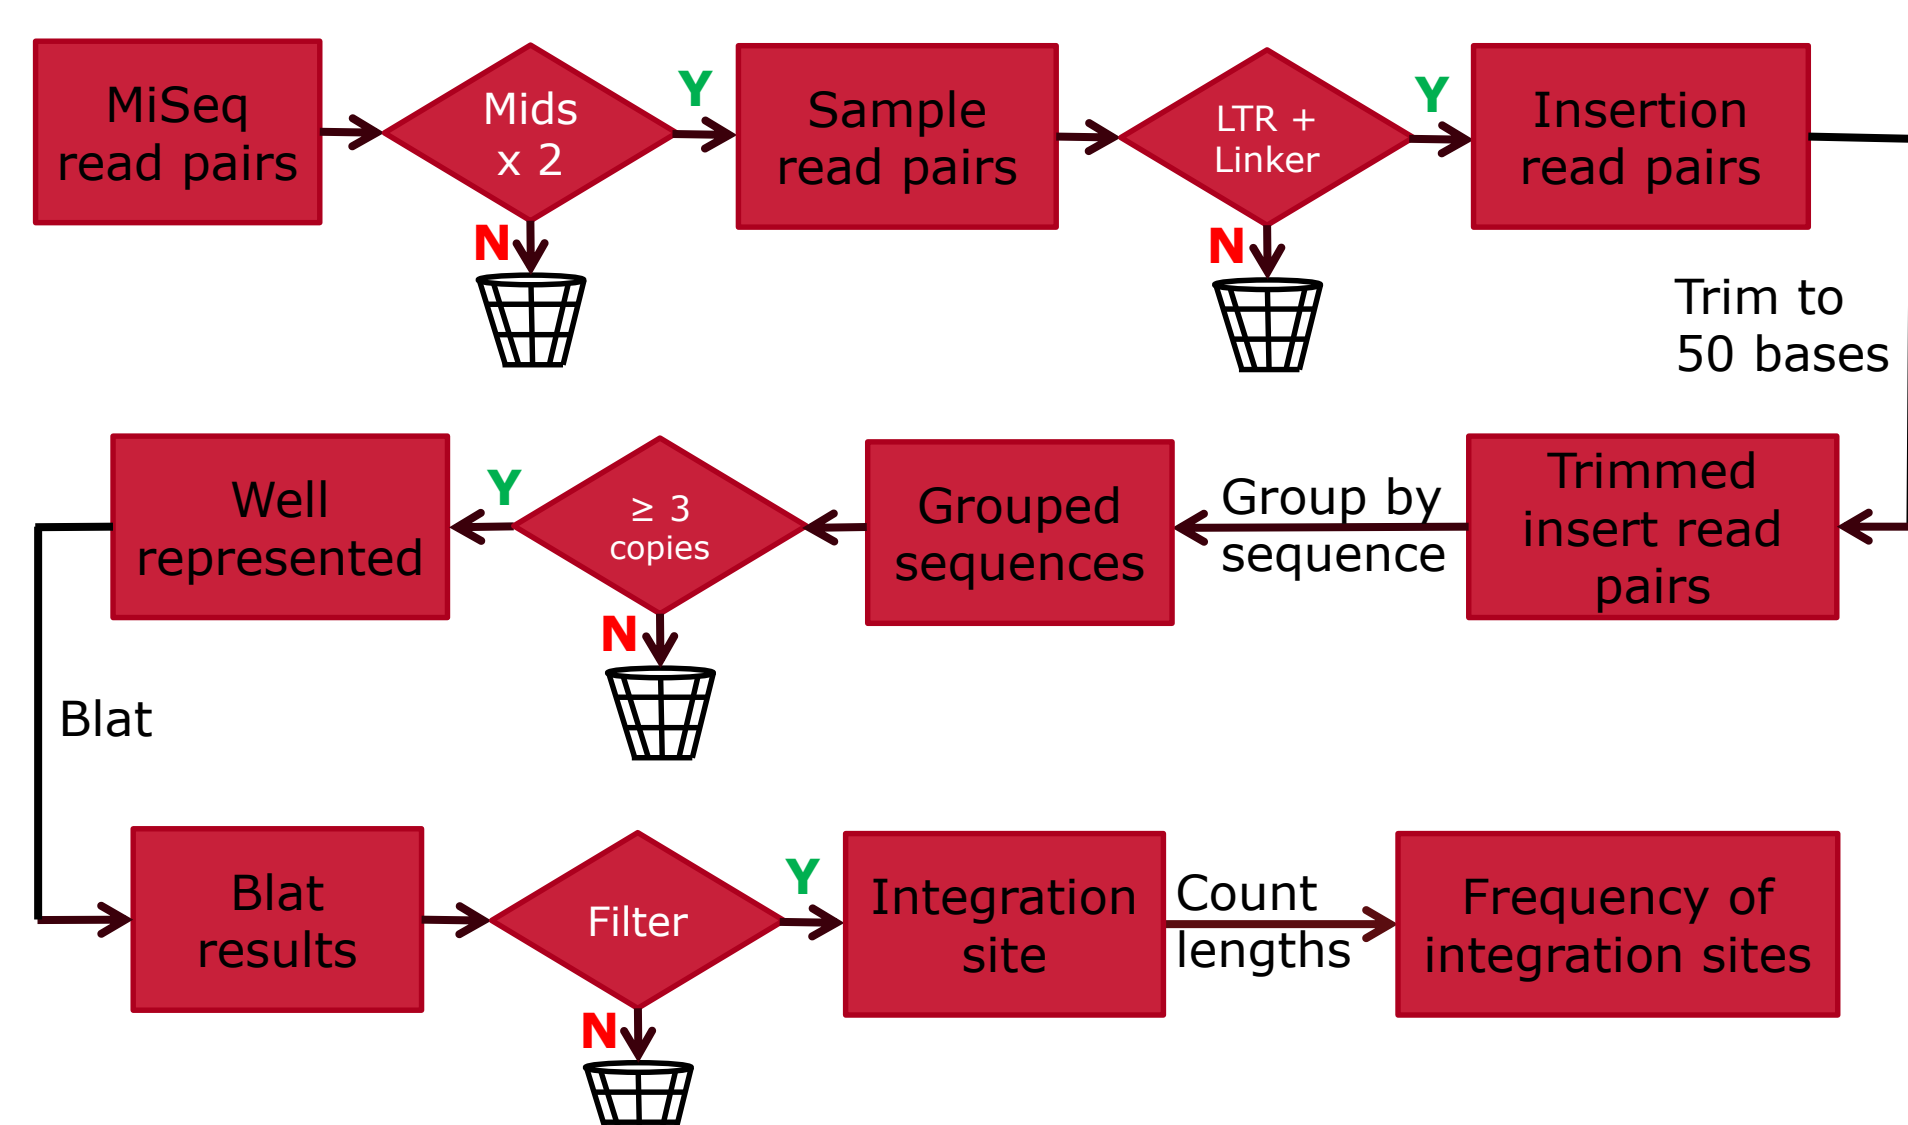 MiSeq
read pairs
Mids
x 2
Y
N
Sample
read pairs
LTR +
Linker
Y
N
Insertion
read pairs
Trim to
50 bases
Trimmed
insert read
pairs
Group by
sequence
Grouped
sequences
≥ 3
copies
Y
N
Well
represented
Blat
Blat
results
Filter
Y
N
Integration
site
Count
lengths
Frequency of
integration sites